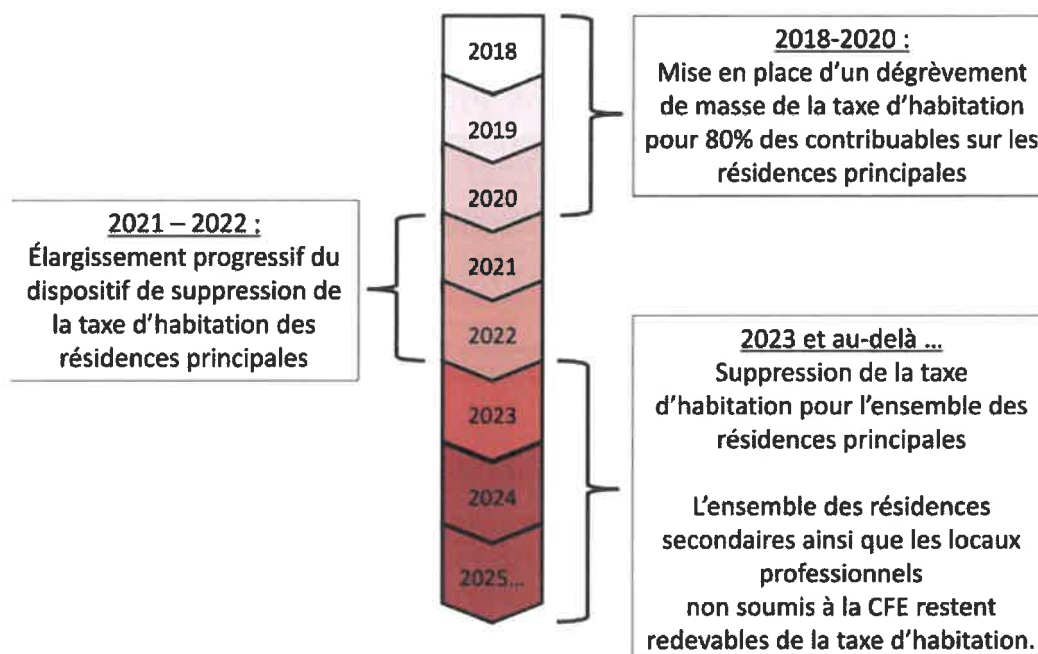 2018
2019
2020
2021
2022
2023
2024
2025...
2018-2020 :
Mise en place d'un dégrèvement
de masse de la taxe d'habitation
pour 80% des contribuables sur les
résidences principales
2021 – 2022 :
Élargissement progressif du
dispositif de suppression de
la taxe d'habitation des
résidences principales
2023 et au-delà ...
Suppression de la taxe
d'habitation pour l'ensemble des
résidences principales
L'ensemble des résidences
secondaires ainsi que les locaux
professionnels
non soumis à la CFE restent
redevables de la taxe d'habitation.